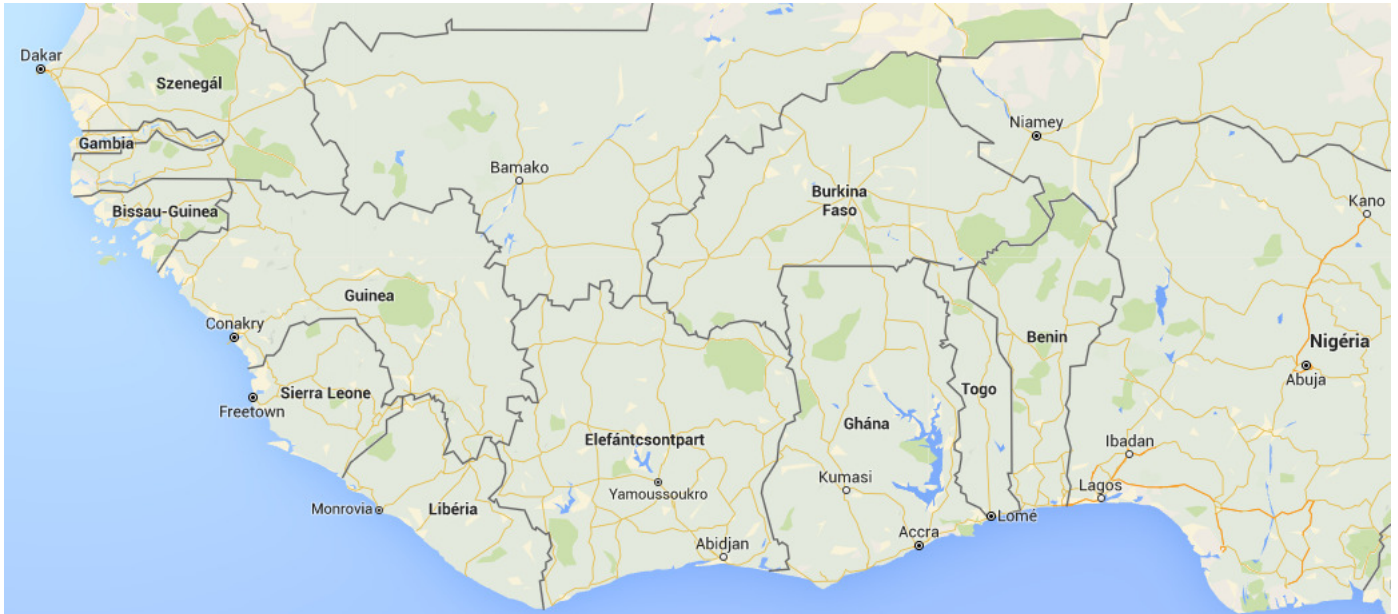 Dakar
Szenegál
Gambia
Bissau-Guinea
Bamako
Niamey
Burkina
Faso
Kano
Guinea
Conakry
Sierra Leone
Freetown
Benin
Nigéria
Abuja
Togo
Ghána
Elefántcsontpart
Ibadan
Kumasi
Yamoussoukro
Lagos
Monrovia
Libéria
Lomé
Accra
Abidjan